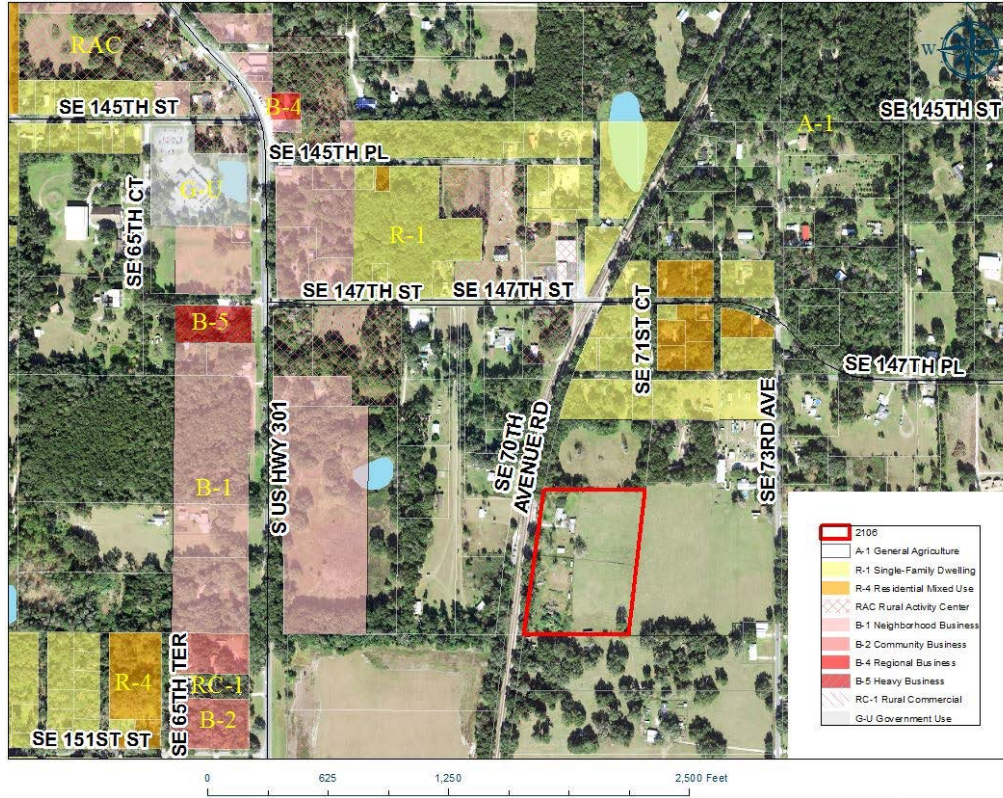 RAC
W
SE 145TH ST
B-4
SE 145TH ST
A-1
SE 145TH PL
SE 65TH CT
G-U
R-1
SE 147TH ST
SE 147TH ST
B-5
SE 71ST CT
SE 147TH PL
S US HWY 301
SE 70TH
AVENUE RD
SE 73RD AVE
B-1
2106
A-1 General Agriculture
R-1 Single-Family Dwelling
R-4 Residential Mixed Use
RAC Rural Activity Center
B-1 Neighborhood Business
B-2 Community Business
B-4 Regional Business
B-5 Heavy Business
RC-1 Rural Commercial
G-U Government Use
R-4
SE 65TH TER
RC-1
B-2
SE 151ST ST
0
625
1,250
2,500 Feet